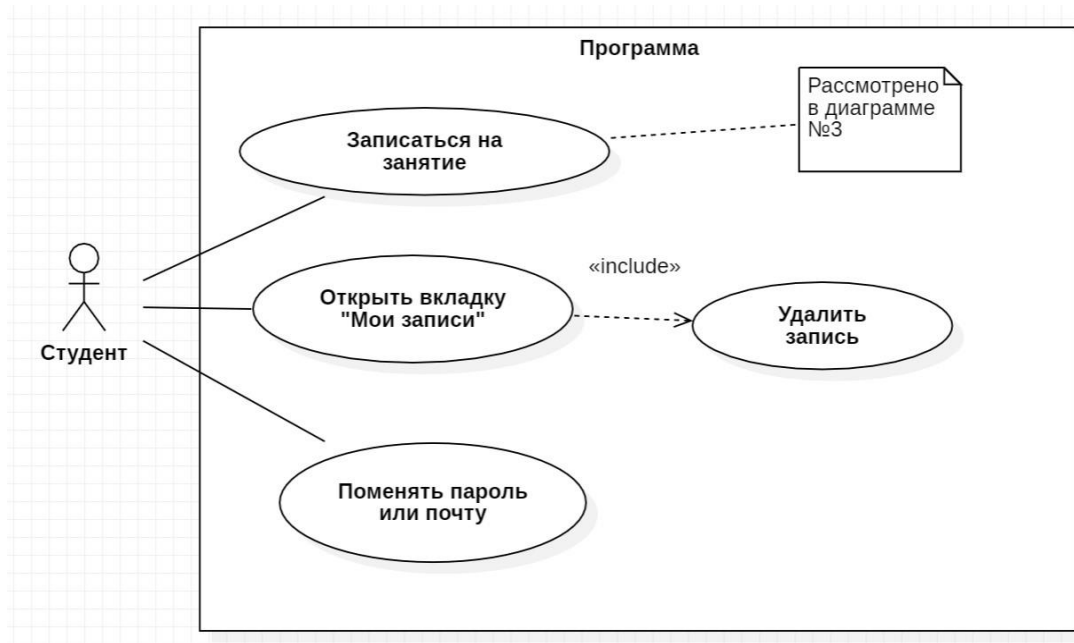 Программа
Рассмотрено
в диаграмме
№3
Записаться на
занятие
«include»
Открыть вкладку
"Мои записи"
Удалить
запись
Студент
Поменять пароль
или почту